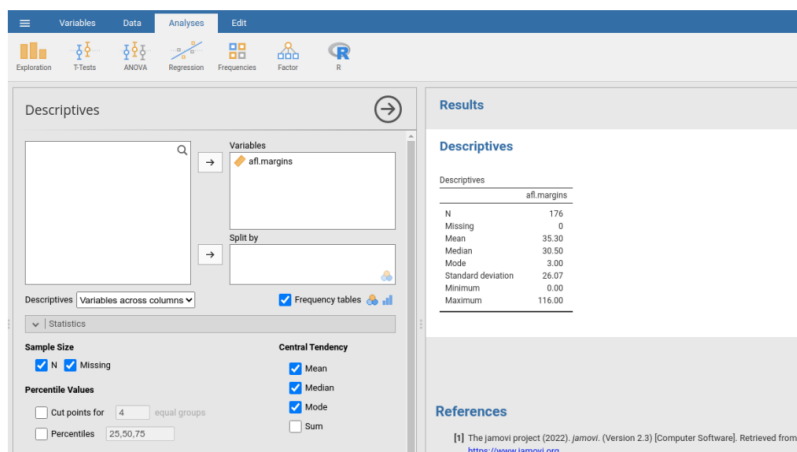 Variables Data Analyses Edit
Exploration T-Tests ANOVA Regression Frequencies Factor R
R
Descriptives
Variables
afl.margins
Split by
Descriptives Variables across columns Frequency tables
Statistics
Sample Size
N Missing
Percentile Values
Cut points for 4 equal groups
Percentiles 25,50,75
Central Tendency
Mean
Median
Mode
Sum
Results
Descriptives
Descriptives
afl.margins
N 176
Missing 0
Mean 35.30
Median 30.50
Mode 3.00
Standard deviation 26.07
Minimum 0.00
Maximum 116.00
References
[1] The jamovi project (2022). jamovi. (Version 2.3) [Computer Software]. Retrieved from
https://www.jamovi.org